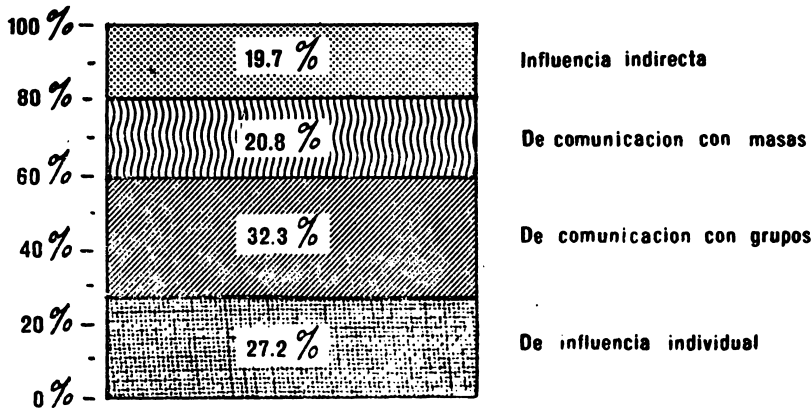 100 %
19.7 %
Influencia indirecta
80 %
20.8 %
De comunicacion con masas
60 %
32.3 %
De comunicacion con grupos
40 %
20 %
27.2 %
De influencia individual
0 %